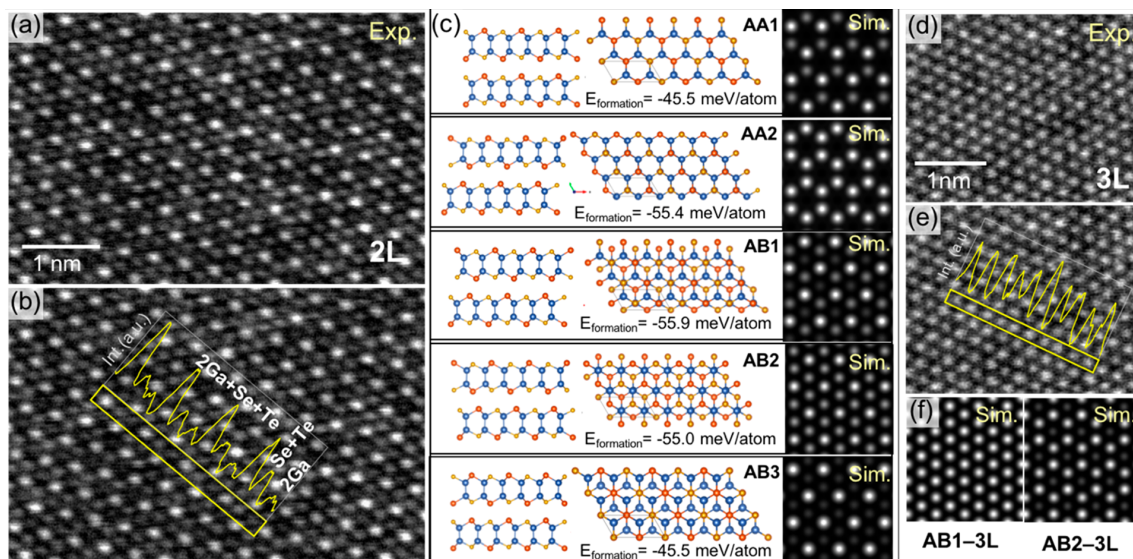 (a)
Exp.
1 nm
2L
(b)
Int. (a.u.)
2Ga+Se+Te
Se+Te
2Ga
(c)
AA1
Sim.
Eformation= -45.5 meV/atom
AA2
Sim.
Eformation= -55.4 meV/atom
AB1
Sim.
Eformation= -55.9 meV/atom
AB2
Sim.
Eformation= -55.0 meV/atom
AB3
Sim.
Eformation= -45.5 meV/atom
(d)
Exp.
1nm
3L
(e)
Int. (a.u.)
(f)
Sim.
Sim.
AB1–3L
AB2–3L